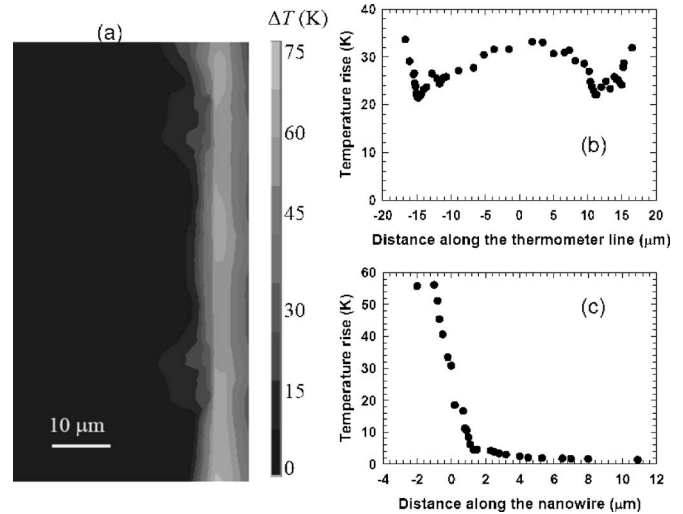 (a)
ΔT (K)
75
60
45
30
15
0
10 μm
Temperature rise (K)
40
30
20
10
0
(b)
-20 -15 -10 -5 0 5 10 15 20
Distance along the thermometer line (μm)
Temperature rise (K)
60
50
40
30
20
10
0
(c)
-4 -2 0 2 4 6 8 10 12
Distance along the nanowire (μm)